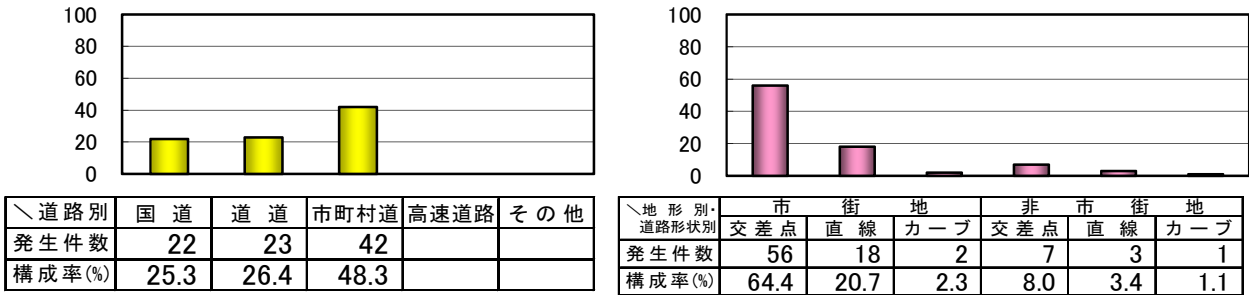 100
80
60
40
20
0
＼道路別 国道 道道 市町村道 高速道路 その他
発生件数 22 23 42
構成率(%) 25.3 26.4 48.3
100
80
60
40
20
0
＼地形別・道路形状別 市街地 非市街地
交差点 直線 カーブ 交差点 直線 カーブ
発生件数 56 18 2 7 3 1
構成率(%) 64.4 20.7 2.3 8.0 3.4 1.1